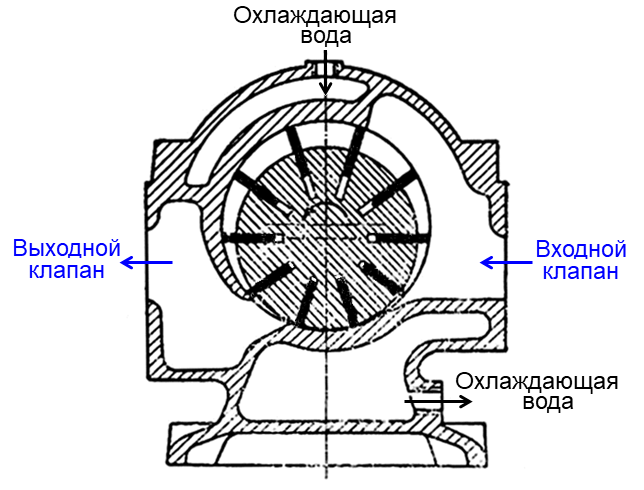 Охлаждающая
вода
Выходной
клапан
Входной
клапан
Охлаждающая
вода